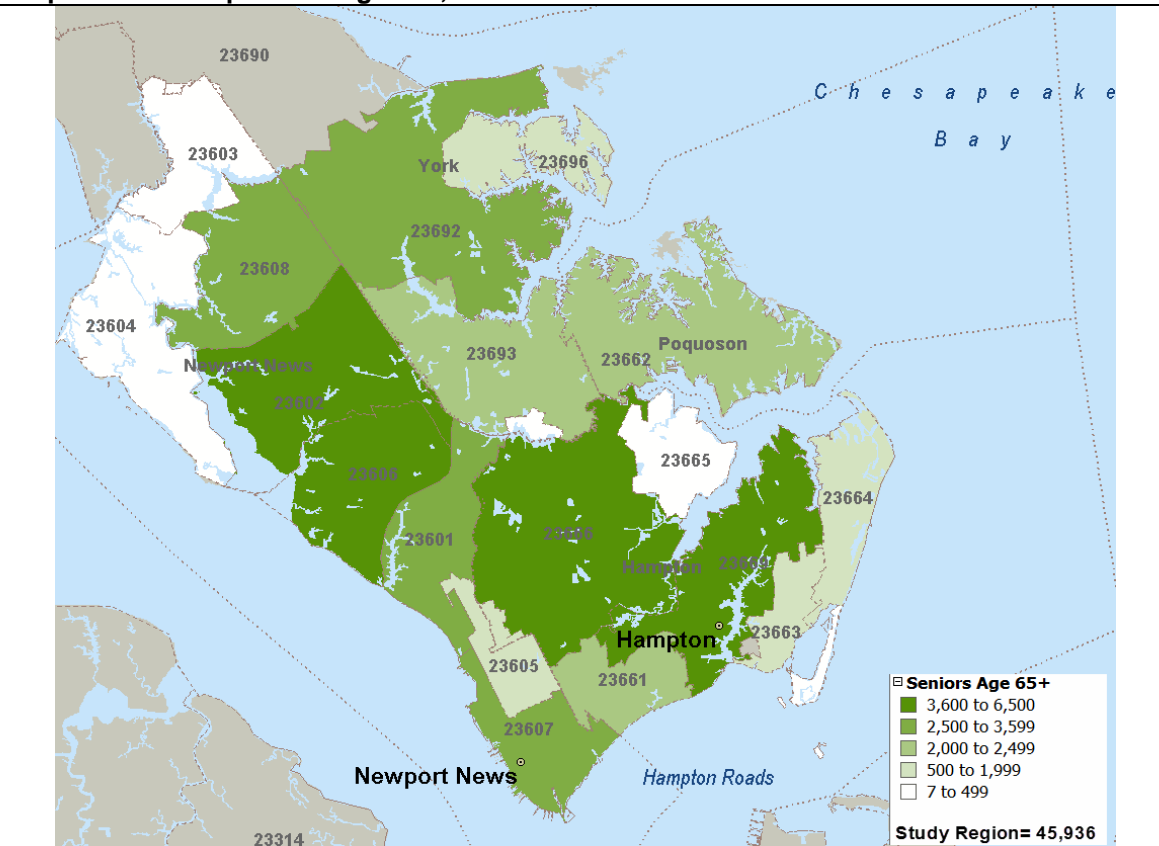 23690
C h e s a p e a k e
B a y
23603
York
23696
23692
23608
23604
Poquoson
23693
23662
Newport News
23602
23665
23606
23664
23666
23601
Hampton
23669
23663
Hampton
23605
23661
23607
Newport News
Hampton Roads
23314
Seniors Age 65+
3,600 to 6,500
2,500 to 3,599
2,000 to 2,499
500 to 1,999
7 to 499
Study Region= 45,936